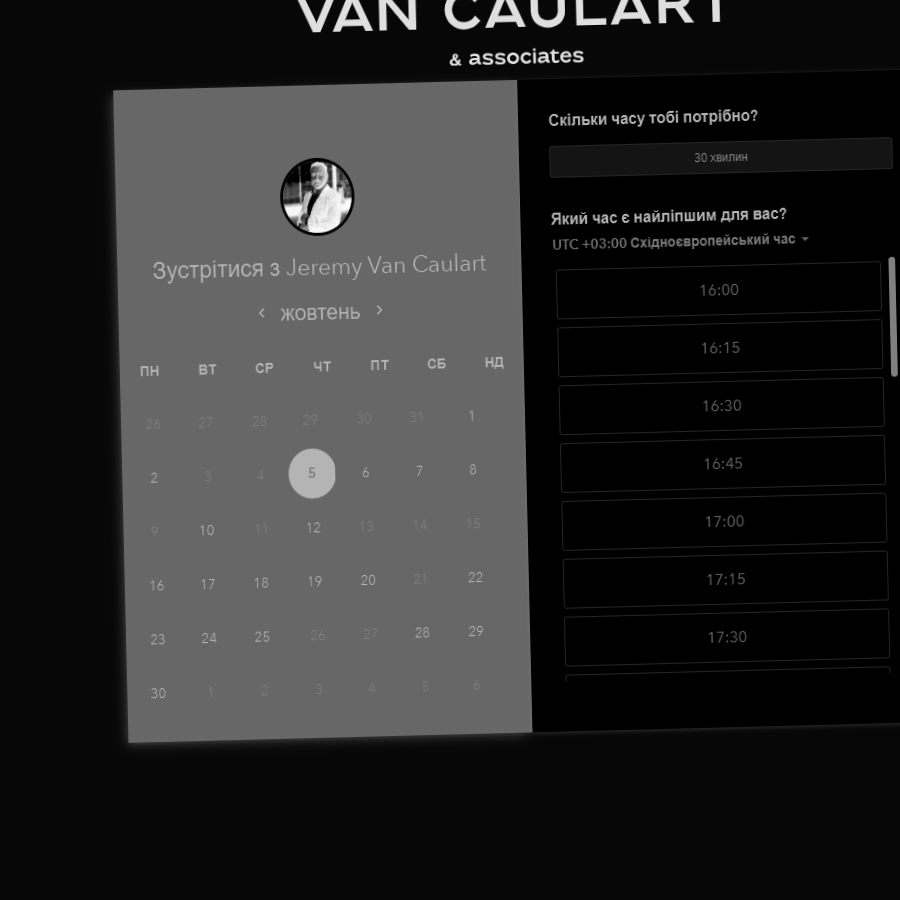 VAN CAULART
& associates
Зустрітися з Jeremy Van Caulart
жовтень
ПН ВТ СР ЧТ ПТ СБ НД
26 27 28 29 30 31 1
2 3 4 5 6 7 8
9 10 11 12 13 14 15
16 17 18 19 20 21 22
23 24 25 26 27 28 29
30 1 2 3 4 5 6
Скільки часу тобі потрібно?
30 хвилин
Який час є найліпшим для вас?
UTC +03:00 Східноєвропейський час
16:00
16:15
16:30
16:45
17:00
17:15
17:30